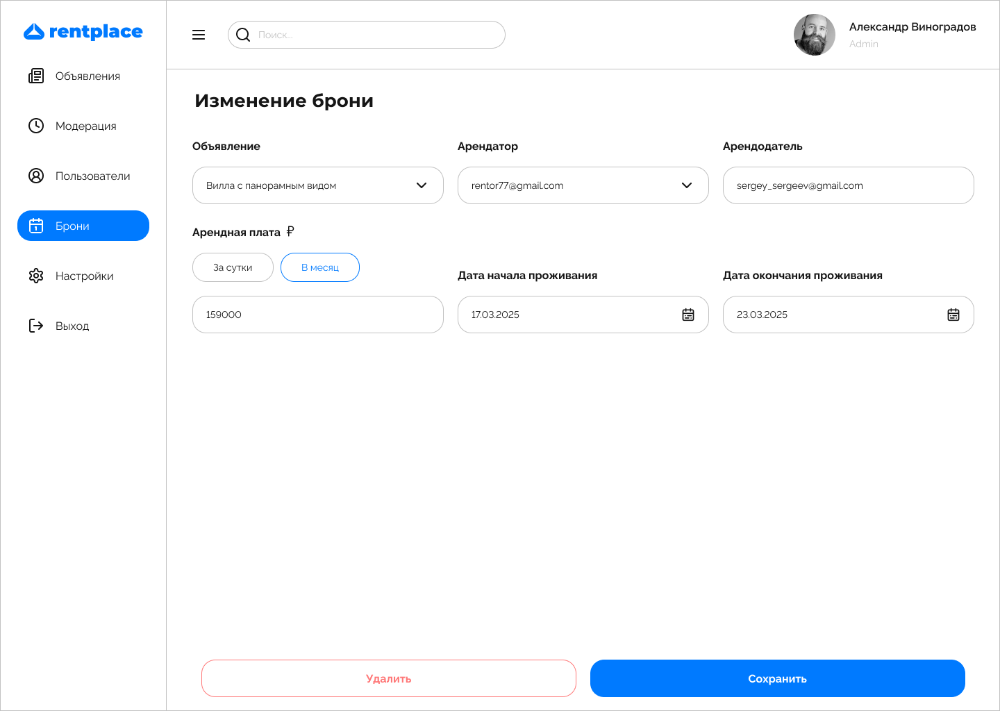 rentplace
Поиск...
Александр Виноградов
Admin
Объявления
Модерация
Пользователи
1
Брони
Настройки
Выход
Изменение брони
Объявление
Арендатор
Арендодатель
Вилла с панорамным видом
rentor77@gmail.com
sergey_sergeev@gmail.com
Арендная плата ₽
За сутки
В месяц
Дата начала проживания
Дата окончания проживания
159000
17.03.2025
23.03.2025
Удалить
Сохранить